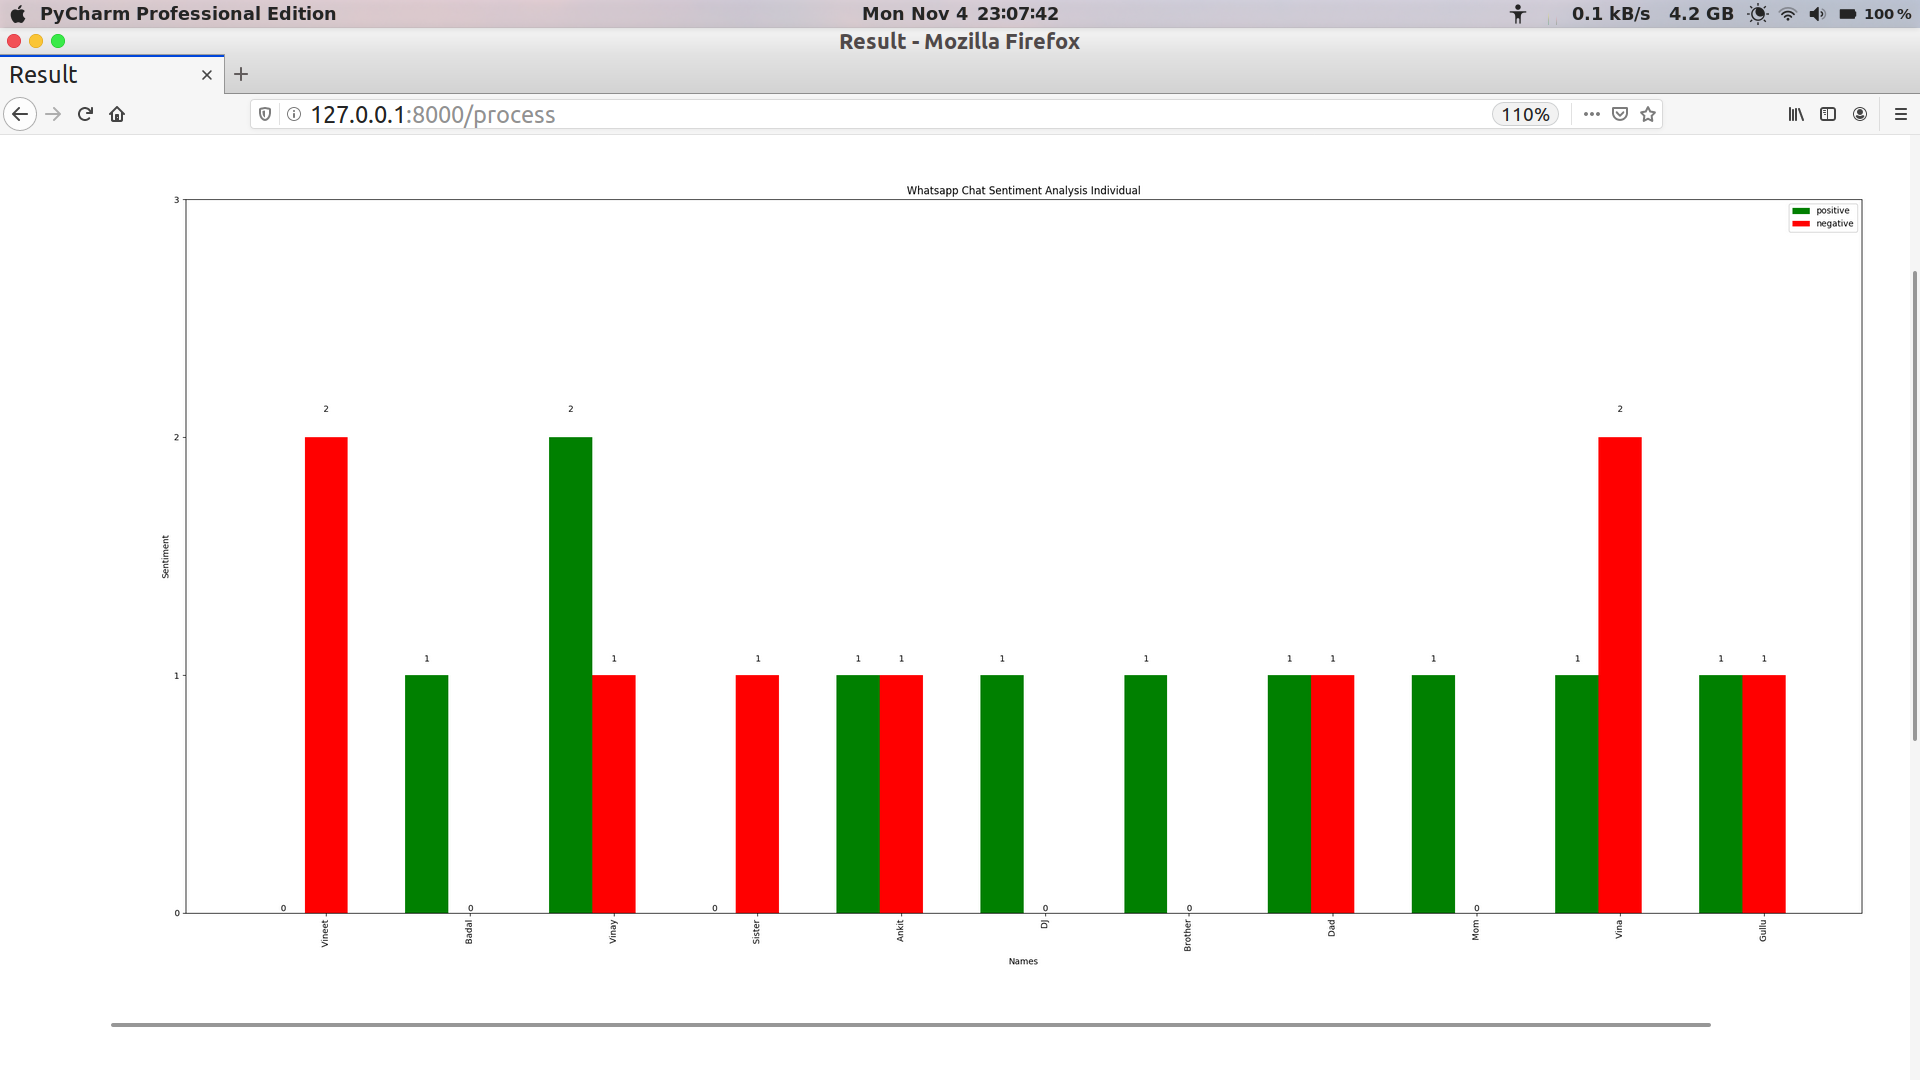 PyCharm Professional Edition Mon Nov 4 23:07:42 0.1 kB/s 4.2 GB 100 %
Result - Mozilla Firefox
Result
127.0.0.1:8000/process 110%
Whatsapp Chat Sentiment Analysis Individual
positive
negative
3
2
1
0
Sentiment
2 2 2
1 1 1 1 1 1 1 1 1 1 1 1 1
0 0 0 0 0 0
Vineet Badal Vinay Sister Ankit DJ Brother Dad Mom Vina Gullu
Names